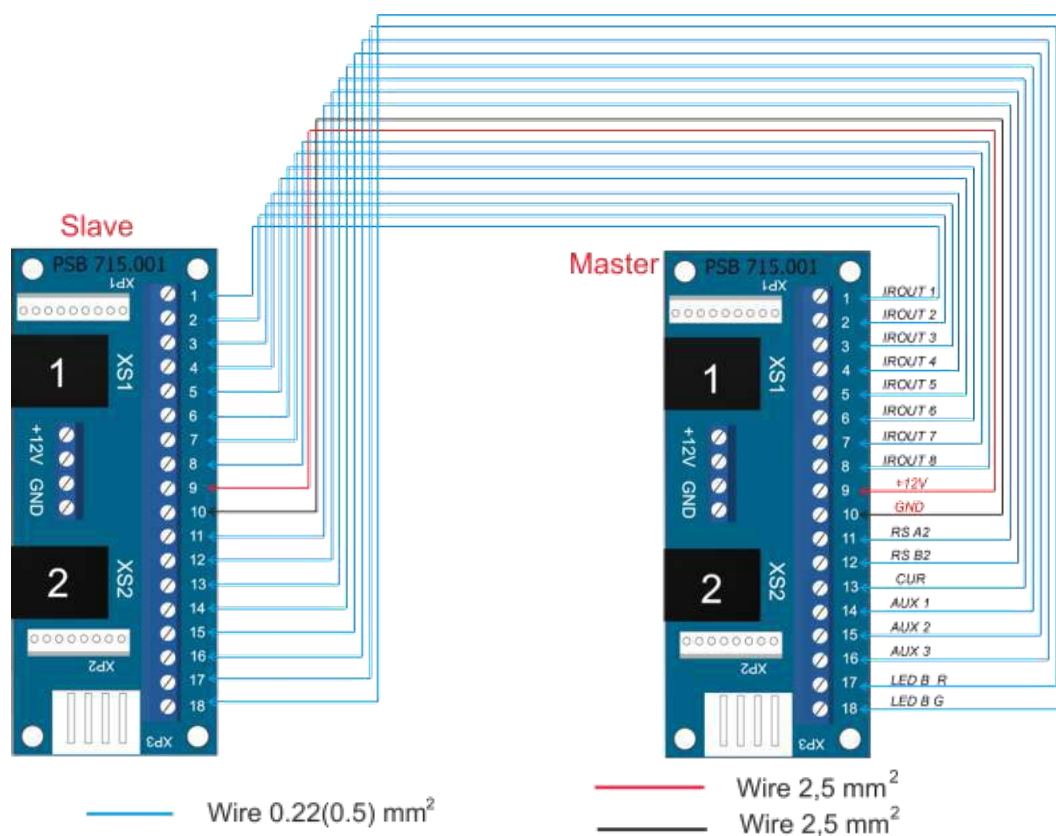 Slave
PSB 715.001
XP1
1
2
3
4
5
6
7
8
9
10
11
12
13
14
15
16
17
18
1
XS1
+12V
GND
2
XS2
XP2
XP3
Master
PSB 715.001
XP1
1 IROUT 1
2 IROUT 2
3 IROUT 3
4 IROUT 4
5 IROUT 5
6 IROUT 6
7 IROUT 7
8 IROUT 8
9 +12V
10 GND
11 RS A2
12 RS B2
13 CUR
14 AUX 1
15 AUX 2
16 AUX 3
17 LED B R
18 LED B G
1
XS1
+12V
GND
2
XS2
XP2
XP3
Wire 0.22(0.5) mm²
Wire 2,5 mm²
Wire 2,5 mm²